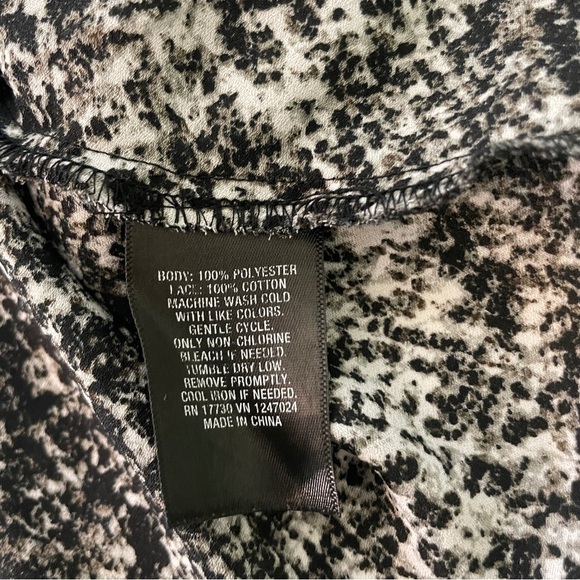 BODY: 100% POLYESTER
LACE: 100% COTTON
MACHINE WASH COLD
WITH LIKE COLORS.
GENTLE CYCLE.
ONLY NON-CHLORINE
BLEACH IF NEEDED.
TUMBLE DRY LOW.
REMOVE PROMPTLY.
COOL IRON IF NEEDED.
RN 17730 VN 1247024
MADE IN CHINA